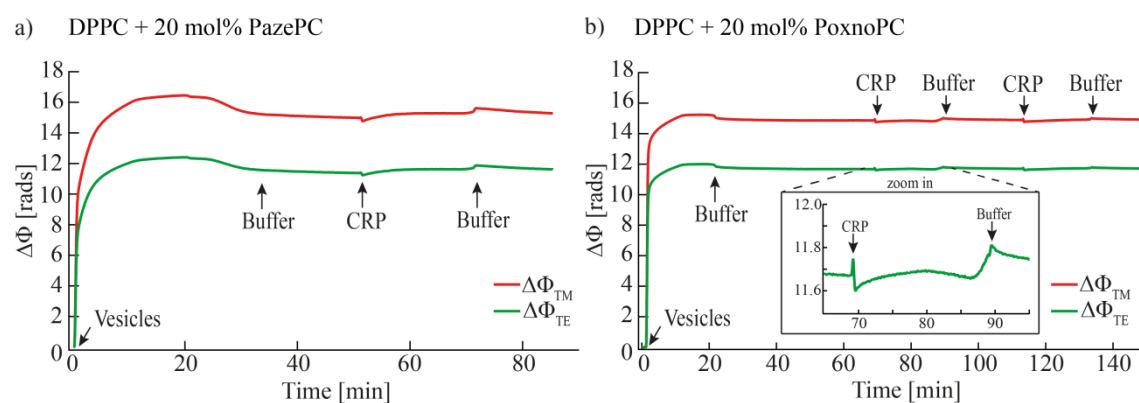 a) DPPC + 20 mol% PazePC
18
16
14
12
10
8
6
4
2
0
ΔΦ [rads]
Vesicles
Buffer
CRP
Buffer
ΔΦTM
ΔΦTE
0
20
40
60
80
Time [min]
b) DPPC + 20 mol% PoxnoPC
18
16
14
12
10
8
6
4
2
0
ΔΦ [rads]
CRP
Buffer
CRP
Buffer
Buffer
zoom in
12.0
11.8
11.6
CRP
Buffer
70
80
90
Vesicles
ΔΦTM
ΔΦTE
0
20
40
60
80
100
120
140
Time [min]